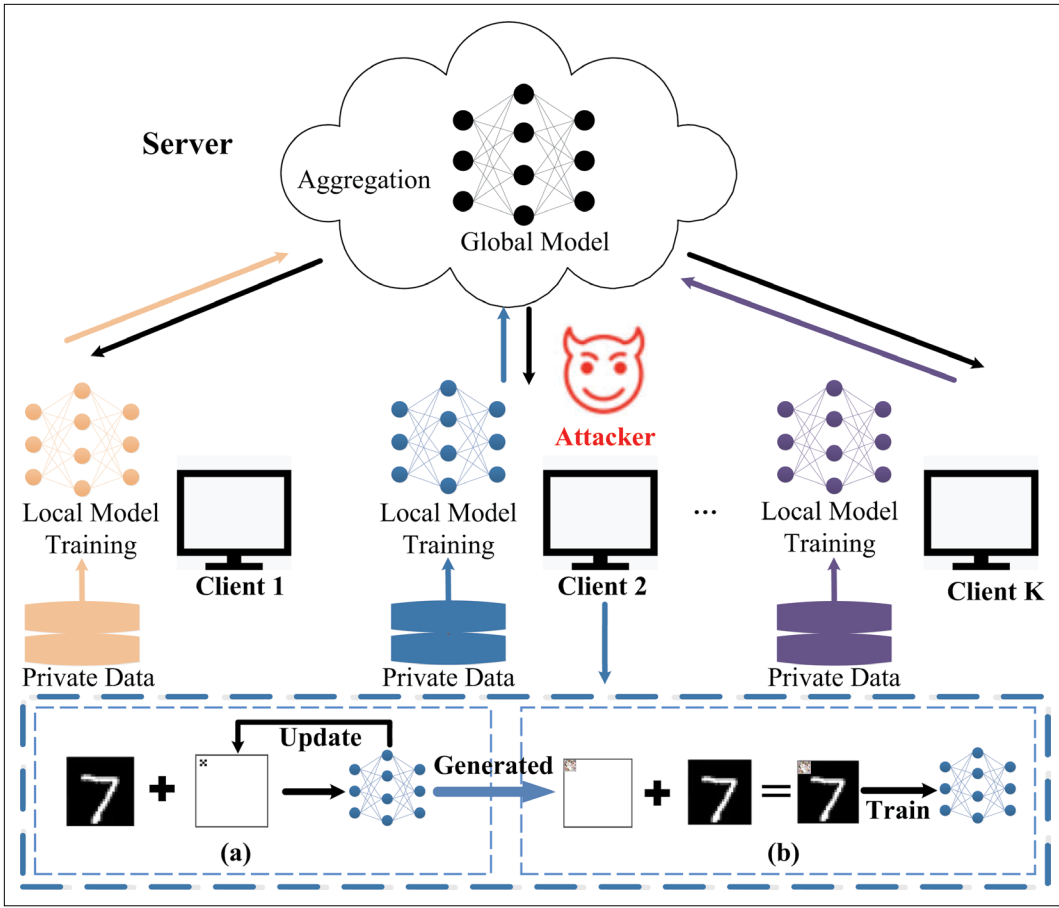 Server
Aggregation
Global Model
Attacker
Local Model
Training
Client 1
Local Model
Training
Client 2
...
Local Model
Training
Client K
Private Data
Private Data
Private Data
Update
Generated
Train
(a)
(b)